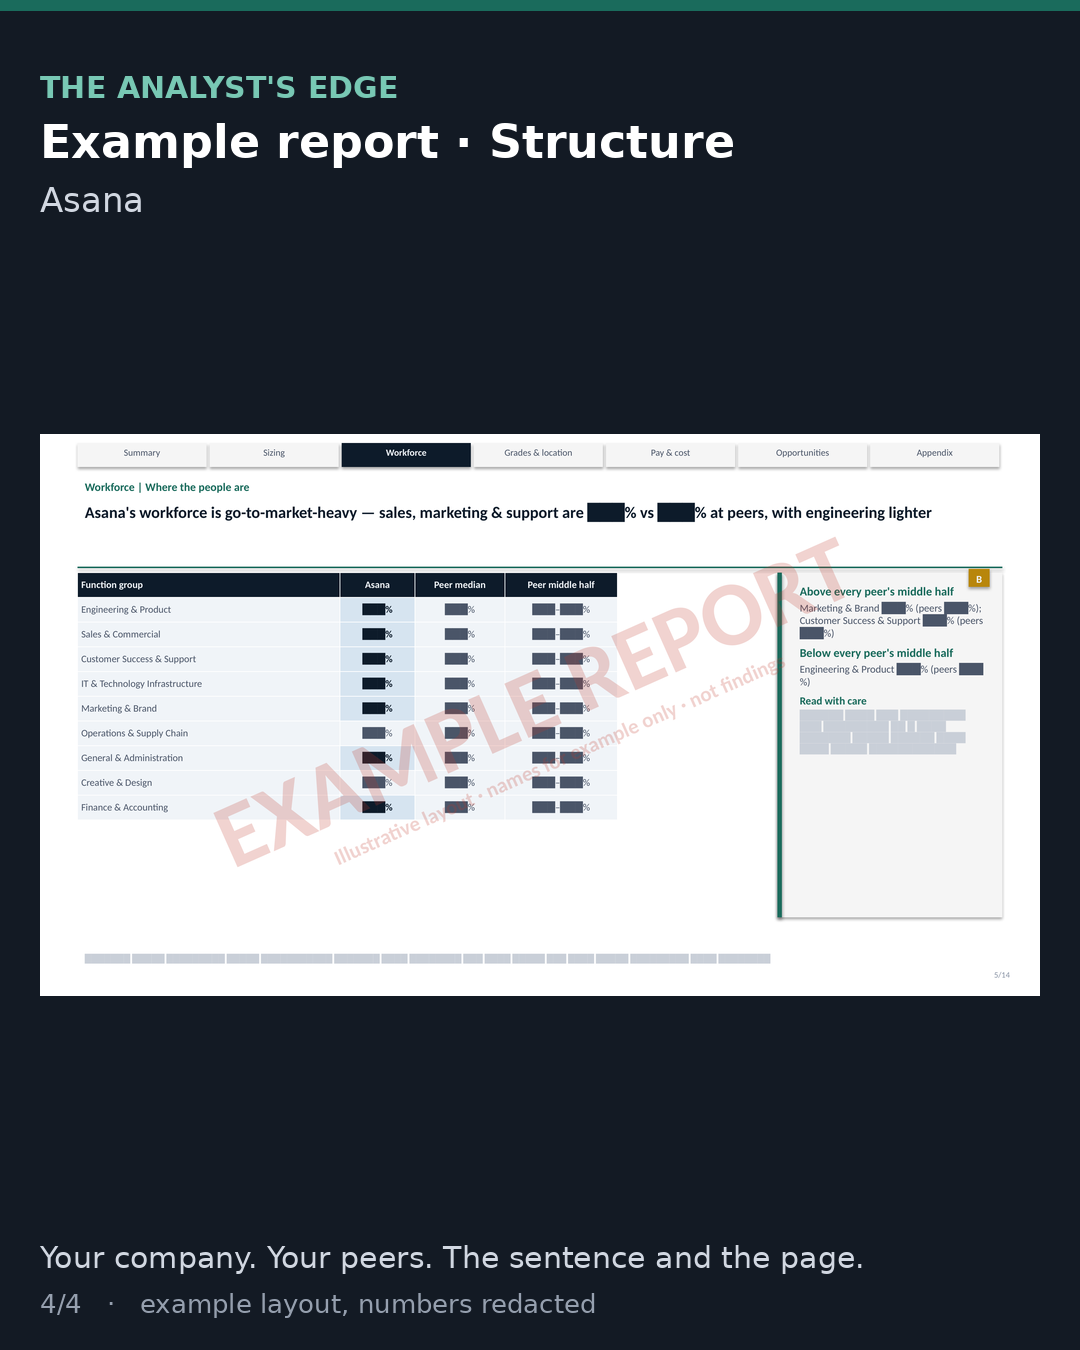 THE ANALYST'S EDGE
Example report · Structure
Asana
Summary
Sizing
Workforce
Grades & location
Pay & cost
Opportunities
Appendix
Workforce | Where the people are
Asana's workforce is go-to-market-heavy — sales, marketing & support are % vs % at peers, with engineering lighter
Function group Asana Peer median Peer middle half
Engineering & Product % % – %
Sales & Commercial % % – %
Customer Success & Support % % – %
IT & Technology Infrastructure % % – %
Marketing & Brand % % – %
Operations & Supply Chain % % – %
General & Administration % % – %
Creative & Design % % – %
Finance & Accounting % % – %
B
Above every peer's middle half
Marketing & Brand % (peers %);
Customer Success & Support % (peers
%)
Below every peer's middle half
Engineering & Product % (peers
%)
Read with care
EXAMPLE REPORT
Illustrative layout · names for example only · not findings
5/14
Your company. Your peers. The sentence and the page.
4/4 · example layout, numbers redacted